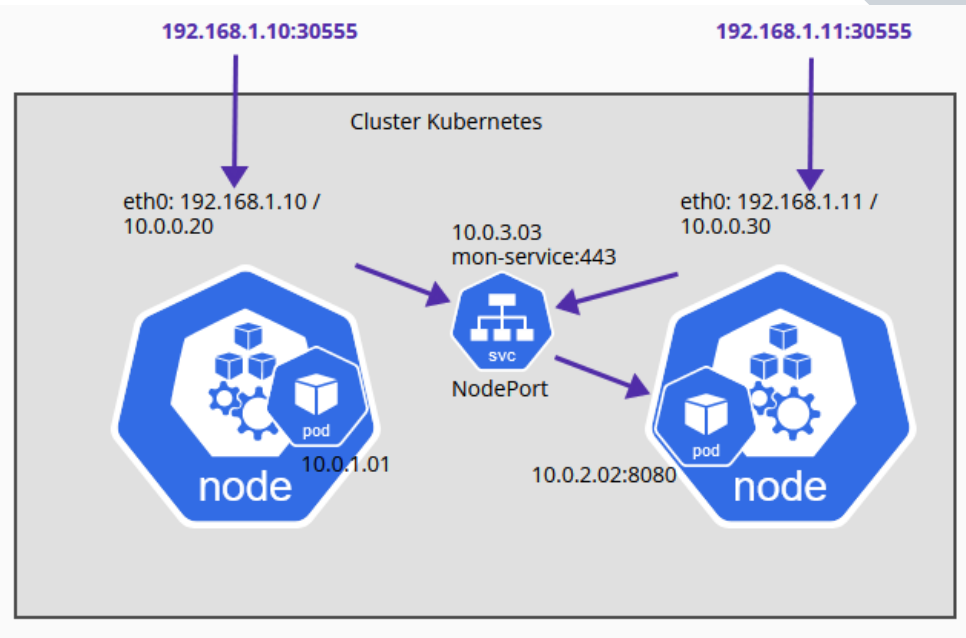 192.168.1.10:30555
192.168.1.11:30555
Cluster Kubernetes
eth0: 192.168.1.10 /
10.0.0.20
eth0: 192.168.1.11 /
10.0.0.30
10.0.3.03
mon-service:443
svc
NodePort
pod
10.0.1.01
node
pod
10.0.2.02:8080
node